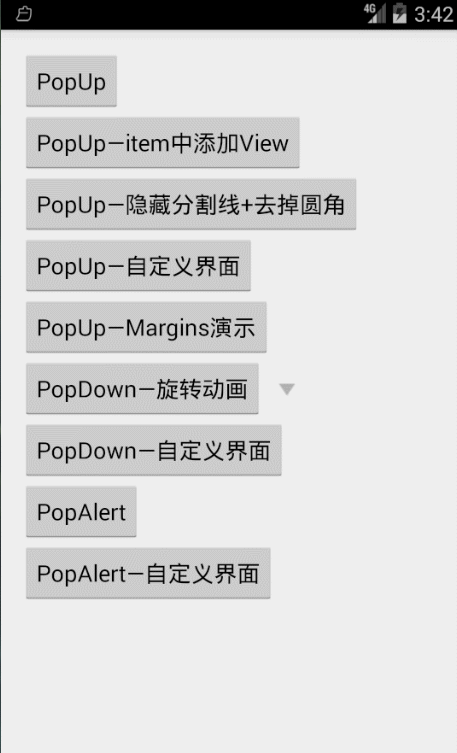 4G 3:42
PopUp
PopUp—item中添加View
PopUp—隐藏分割线+去掉圆角
PopUp—自定义界面
PopUp—Margins演示
PopDown—旋转动画
PopDown—自定义界面
PopAlert
PopAlert—自定义界面